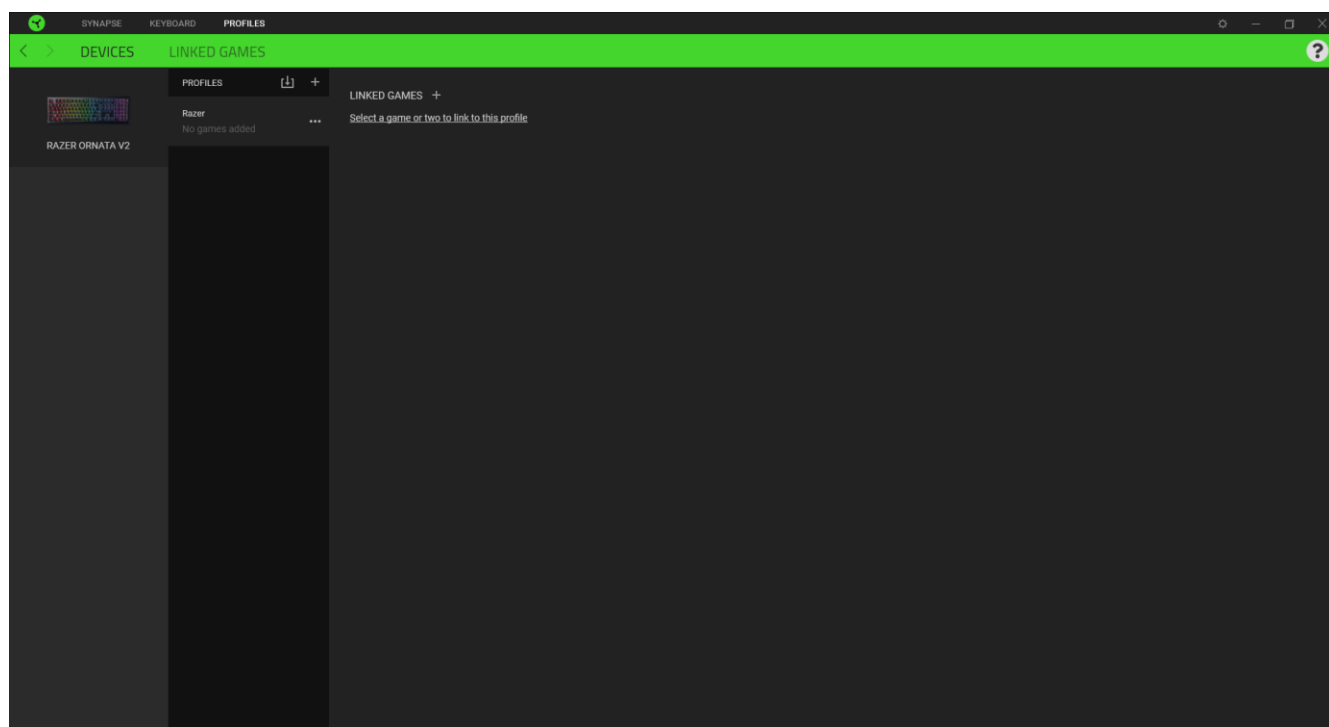 SYNAPSE KEYBOARD PROFILES
DEVICES LINKED GAMES ?
PROFILES +
Razer
No games added
RAZER ORNATA V2
LINKED GAMES +
Select a game or two to link to this profile